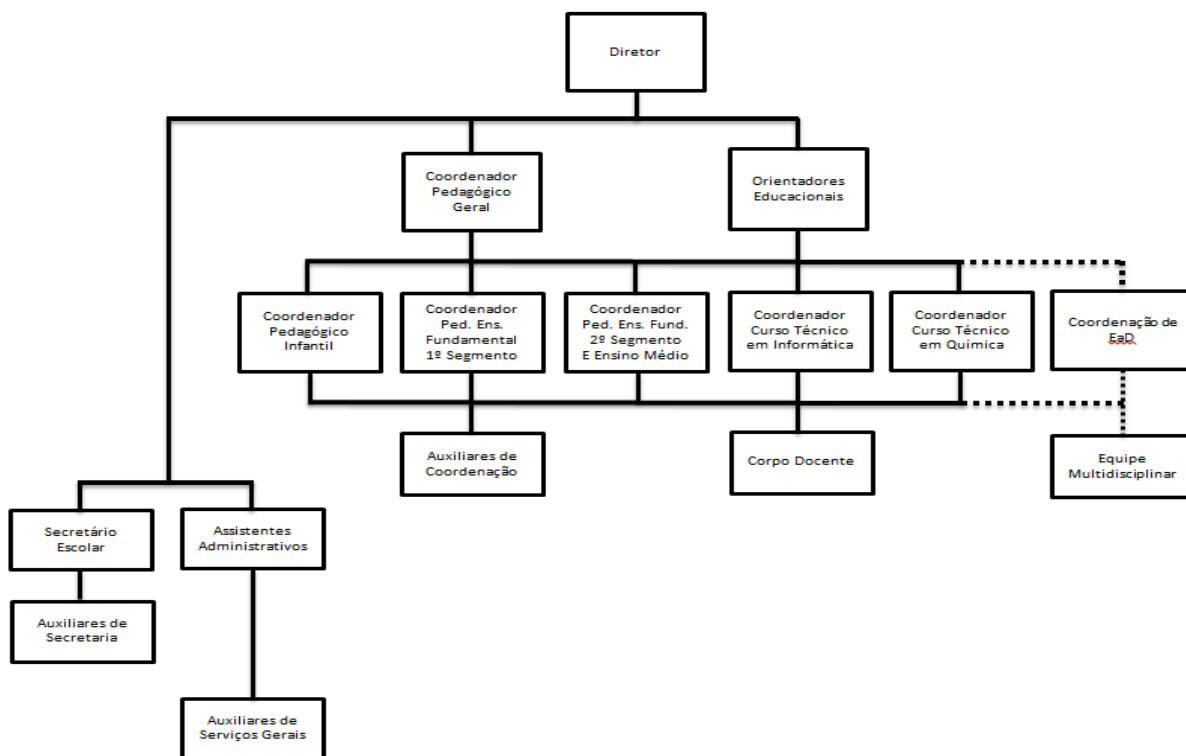 Diretor
Coordenador
Pedagógico
Geral
Orientadores
Educacionais
Coordenador
Pedagógico
Infantil
Coordenador
Ped. Ens.
Fundamental
1º Segmento
Coordenador
Ped. Ens. Fund.
2º Segmento
E Ensino Médio
Coordenador
Curso Técnico
em Informática
Coordenador
Curso Técnico
em Química
Coordenação de
EaD
Auxiliares de
Coordenação
Corpo Docente
Equipe
Multidisciplinar
Secretário
Escolar
Assistentes
Administrativos
Auxiliares de
Secretaria
Auxiliares de
Serviços Gerais